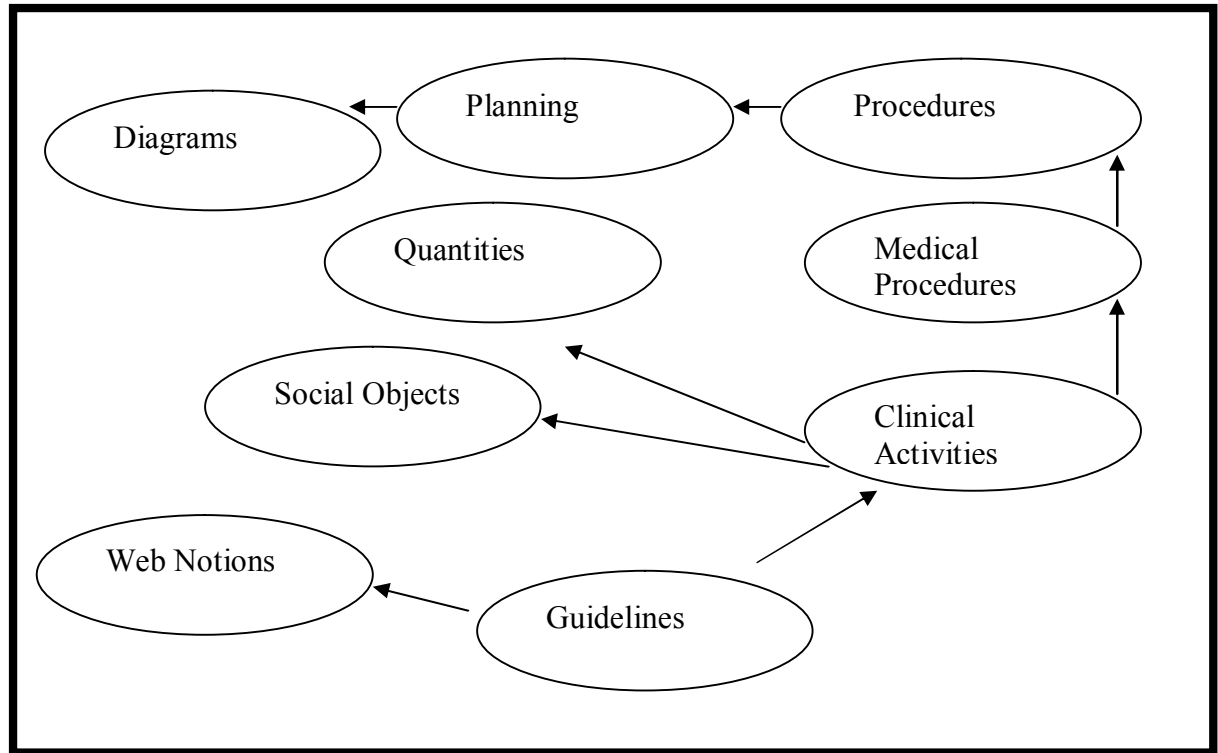 Planning
Procedures
Diagrams
Quantities
Medical
Procedures
Social Objects
Clinical
Activities
Web Notions
Guidelines